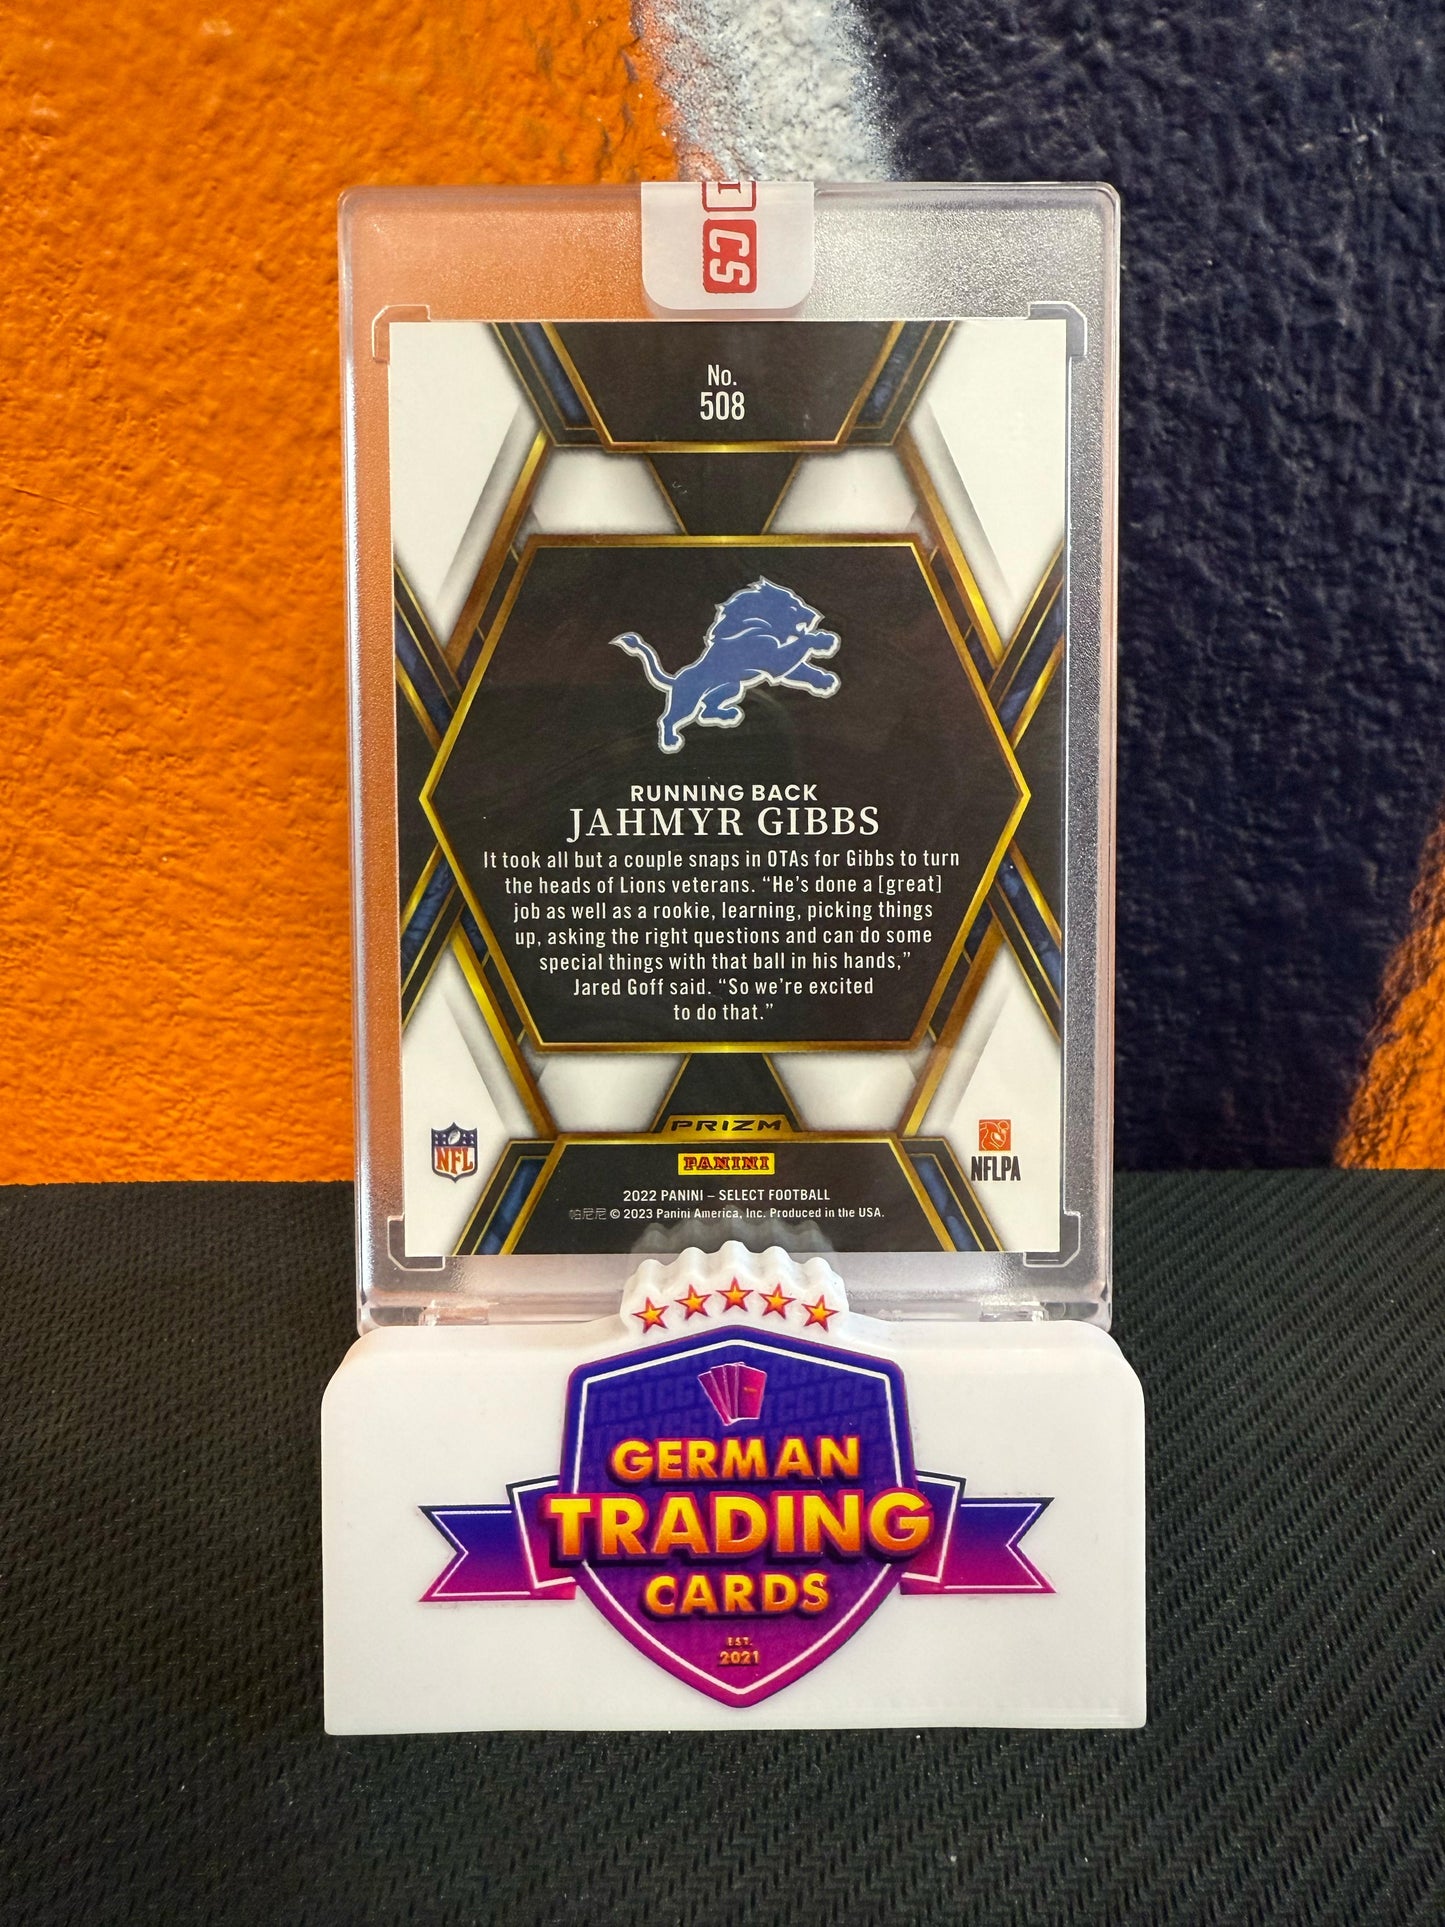 CS
No.
508
RUNNING BACK
JAHMYR GIBBS
It took all but a couple snaps in OTAs for Gibbs to turn
the heads of Lions veterans. “He’s done a [great]
job as well as a rookie, learning, picking things
up, asking the right questions and can do some
special things with that ball in his hands,”
Jared Goff said. “So we’re excited
to do that.”
PRIZM
NFL
PANINI
NFLPA
2022 PANINI – SELECT FOOTBALL
帕尼尼 © 2023 Panini America, Inc. Produced in the USA.
GERMAN
TRADING
CARDS
EST.
2021